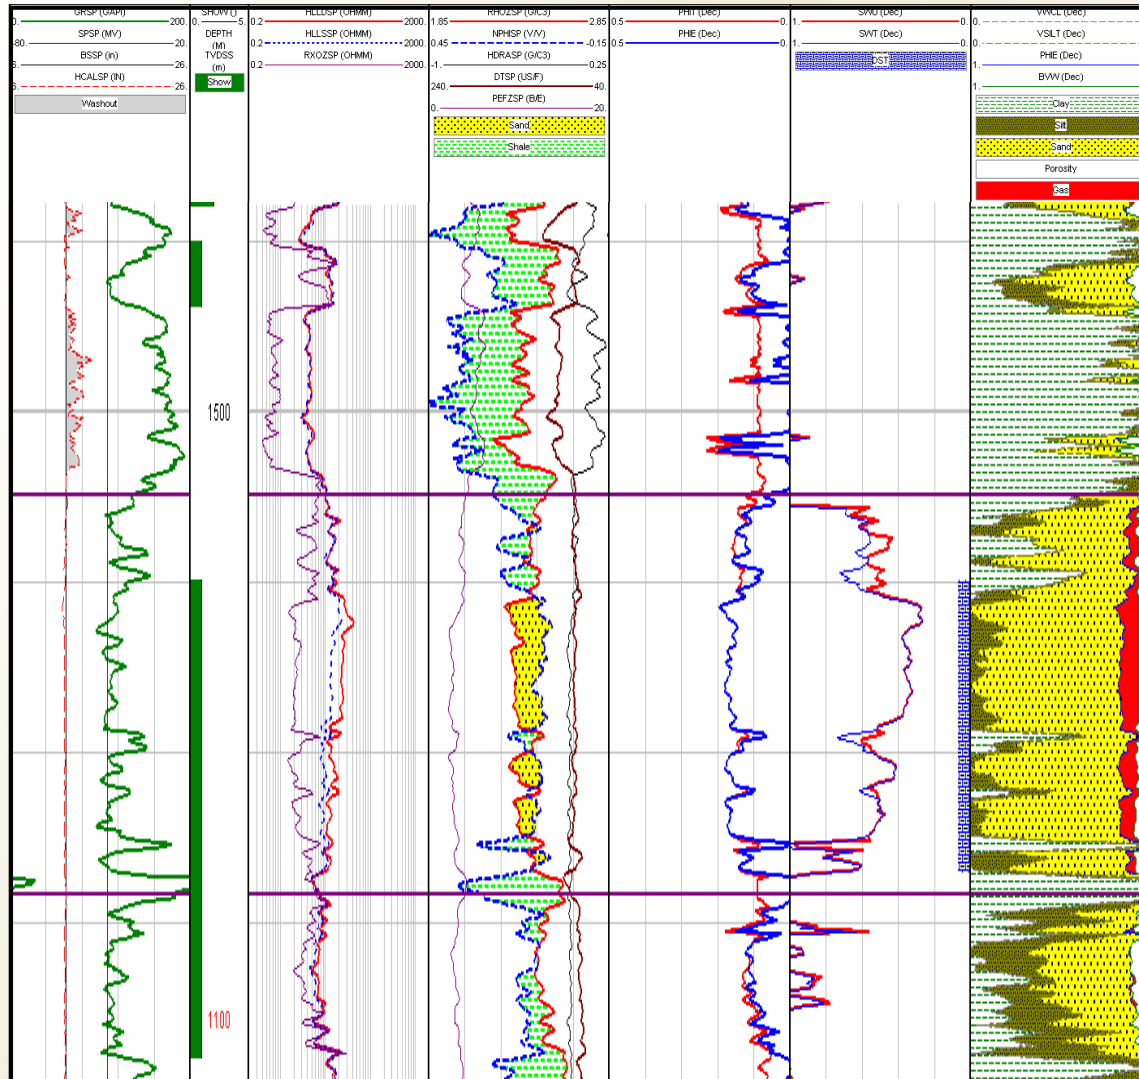 0. GRSP (GAPI) 200.
-80. SPSP (MV) 20.
6. BSSP (in) 26.
6. HCALSP (IN) 26.
Washout
SHOW ()
0. 5.
DEPTH
(M)
TVDSS
(m)
Show
0.2 HLLDSP (OHMM) 2000.
0.2 HLLSSP (OHMM) 2000.
0.2 RXOZSP (OHMM) 2000.
1.85 RHOZSP (G/C3) 2.85
0.45 NPHISP (V/V) -0.15
-1. HDRASP (G/C3) 0.25
240. DTSP (US/F) 40.
0. PEFZSP (B/E) 20.
Sand
Shale
0.5 PHIT (Dec) 0.
0.5 PHIE (Dec) 0.
1. SWU (Dec) 0.
1. SWT (Dec) 0.
DST
0. VWCL (Dec) 1.
0. VSILT (Dec)
1. PHIE (Dec)
1. BVW (Dec)
Clay
Silt
Sand
Porosity
Gas
1500
1100